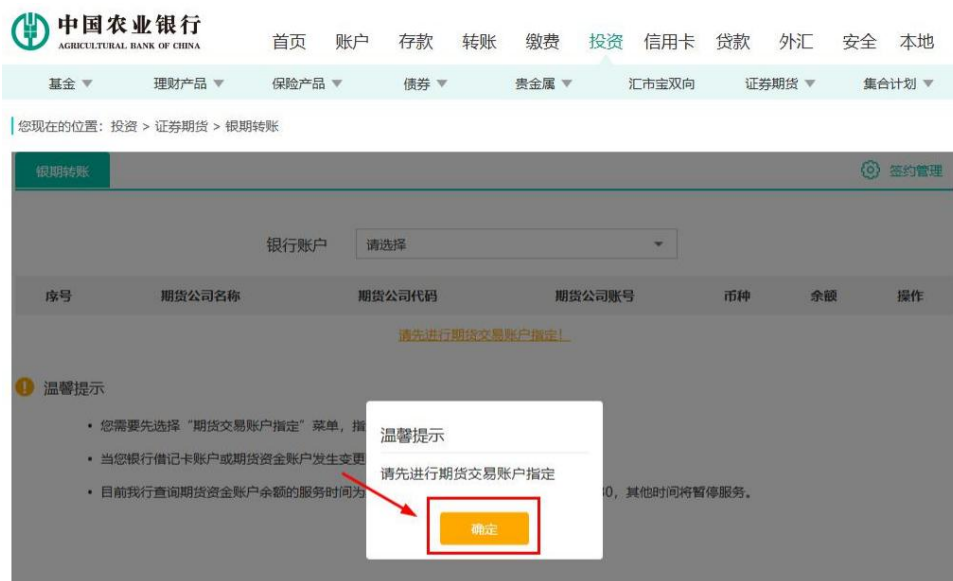 中国农业银行
AGRICULTURAL BANK OF CHINA
首页 账户 存款 转账 缴费 投资 信用卡 贷款 外汇 安全 本地
基金 理财产品 保险产品 债券 贵金属 汇市宝双向 证券期货 集合计划
您现在的位置：投资 > 证券期货 > 银期转账
银期转账 签约管理
银行账户 请选择
序号 期货公司名称 期货公司代码 期货公司账号 币种 余额 操作
请先进行期货交易账户指定！
温馨提示
• 您需要先选择“期货交易账户指定”菜单，指
• 当您银行借记卡账户或期货资金账户发生变更
• 目前我行查询期货资金账户余额的服务时间为 0，其他时间将暂停服务。
温馨提示
请先进行期货交易账户指定
确定